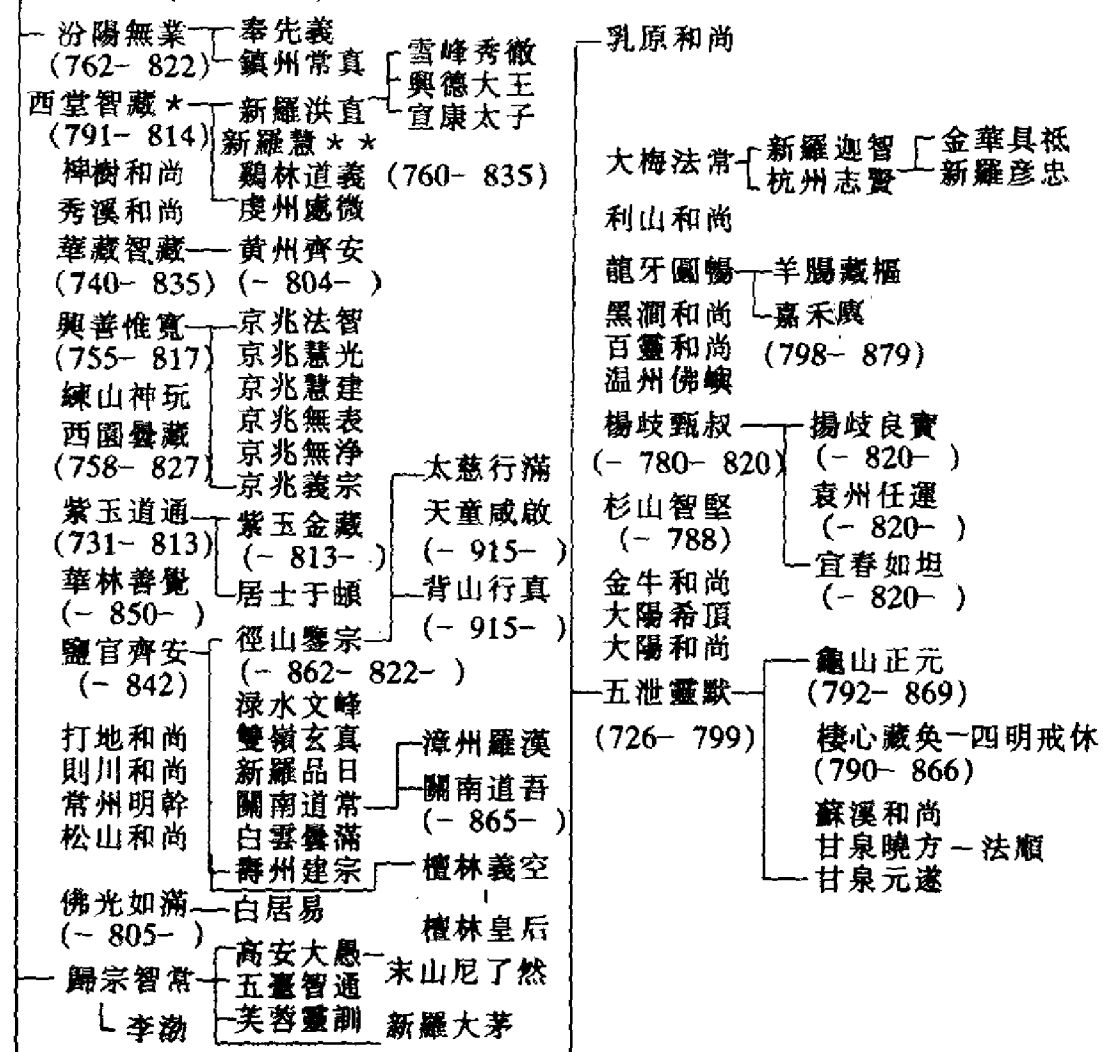 汾陽無業
(762- 822)
奉先義
鎮州常真
西堂智藏*
(791- 814)
新羅洪直
雪峰秀徹
興德大王
宣康太子
新羅慧**
鷄林道義 (760- 835)
虔州處微
椑樹和尚
秀溪和尚
華藏智藏
(740- 835)
黄州齊安
(- 804- )
興善惟寬
(755- 817)
京兆法智
京兆慧光
京兆慧建
京兆無表
京兆無浄
京兆義宗
練山神玩
西園曇藏
(758- 827)
紫玉道通
(731- 813)
紫玉金藏
(- 813- )
居士于頔
華林善覺
(- 850- )
鹽官齊安
(- 842)
徑山鑒宗
(- 862- 822- )
太慈行滿
天童咸啟
(- 915- )
背山行真
(- 915- )
渌水文峰
雙嶺玄真
新羅品日
關南道常
漳州羅漢
關南道吾
(- 865- )
白雲曇滿
壽州建宗
檀林義空
檀林皇后
打地和尚
則川和尚
常州明幹
松山和尚
佛光如滿
(- 805- )
白居易
歸宗智常
李渤
高安大愚
末山尼了然
五臺智通
芙蓉靈訓
新羅大茅
乳原和尚
大梅法常
新羅迦智
杭州志賢
金華具祗
新羅彦忠
利山和尚
龍牙圓暢
羊腸藏樞
嘉禾廙
(798- 879)
黑澗和尚
百靈和尚
温州佛㠗
楊岐甄叔
(- 780- 820)
揚歧良寶
(- 820- )
袁州任運
(- 820- )
宜春如坦
(- 820- )
杉山智堅
(- 788)
金牛和尚
大陽希頂
大陽和尚
五泄靈默
(726- 799)
龜山正元
(792- 869)
棲心藏奂
(790- 866)
四明戒休
蘇溪和尚
甘泉曉方
法順
甘泉元遂